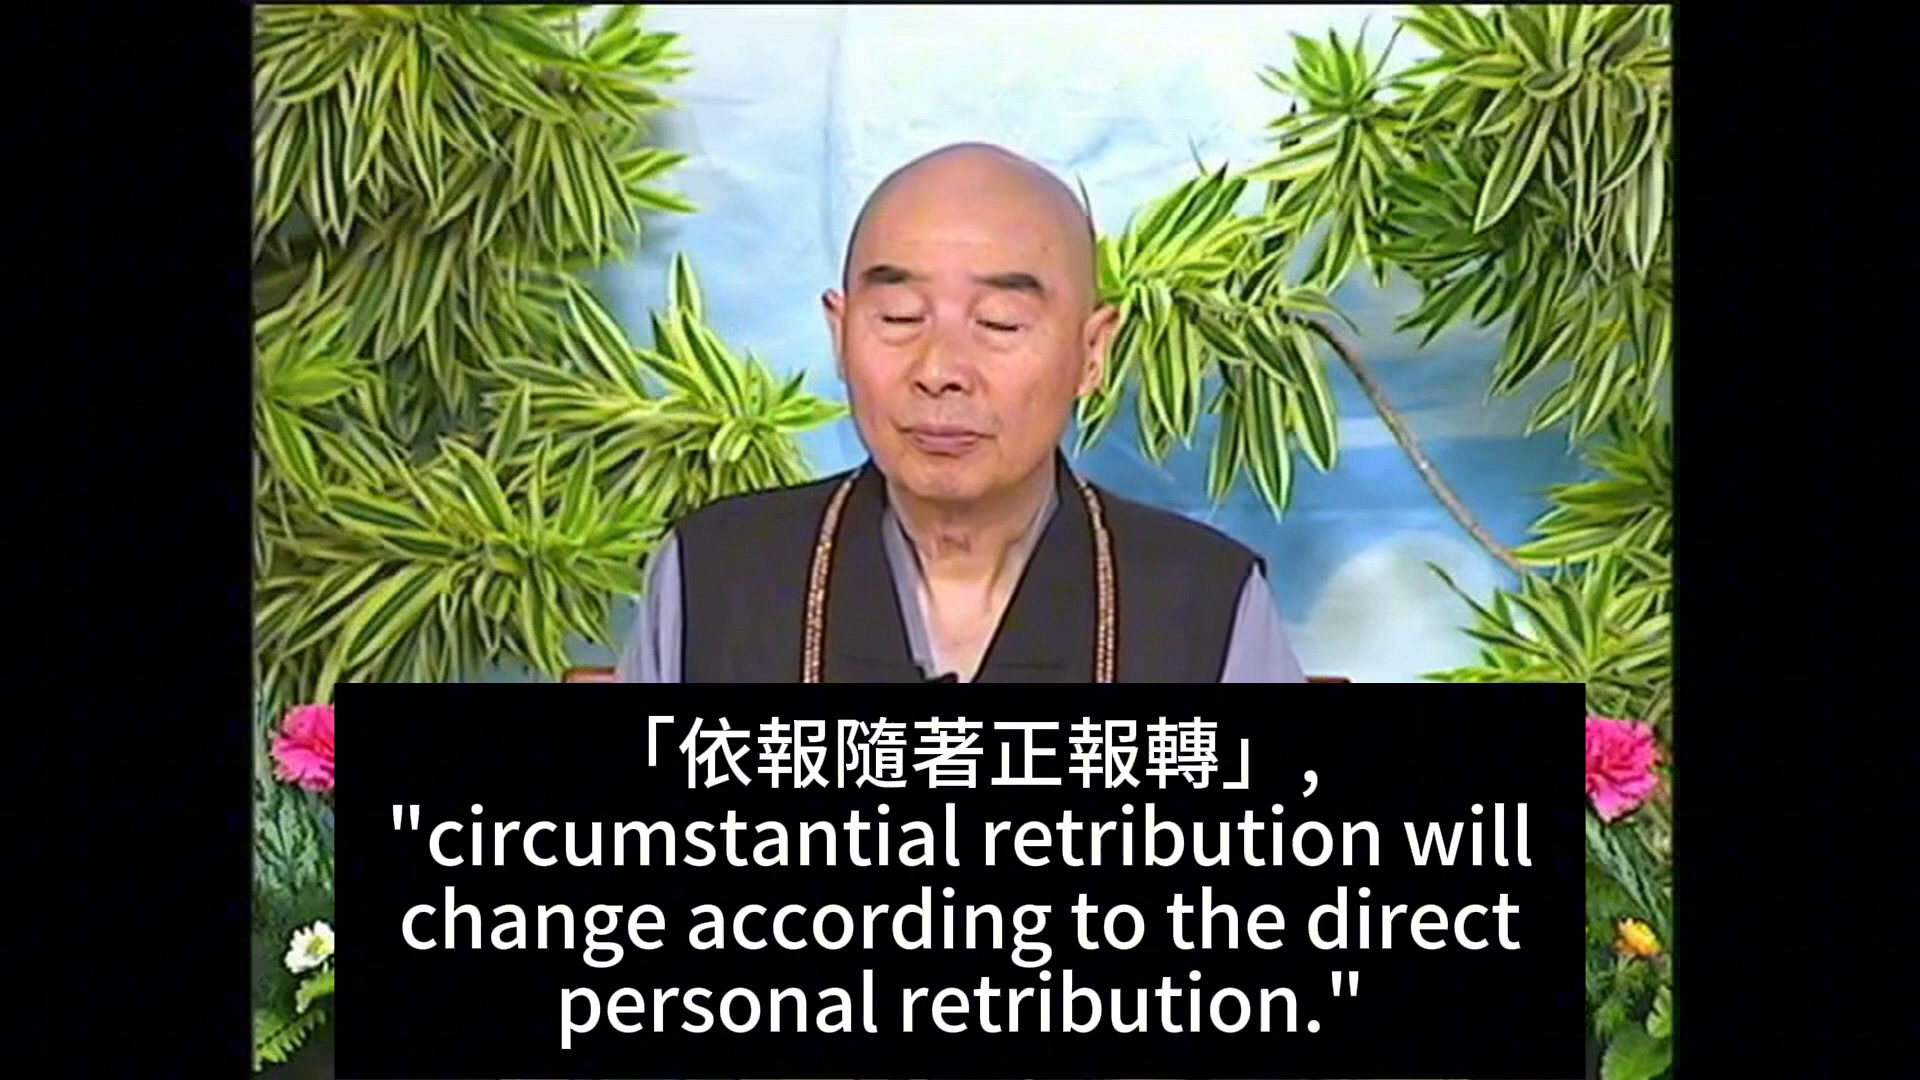 「依報隨著正報轉」,
"circumstantial retribution will
change according to the direct
personal retribution."